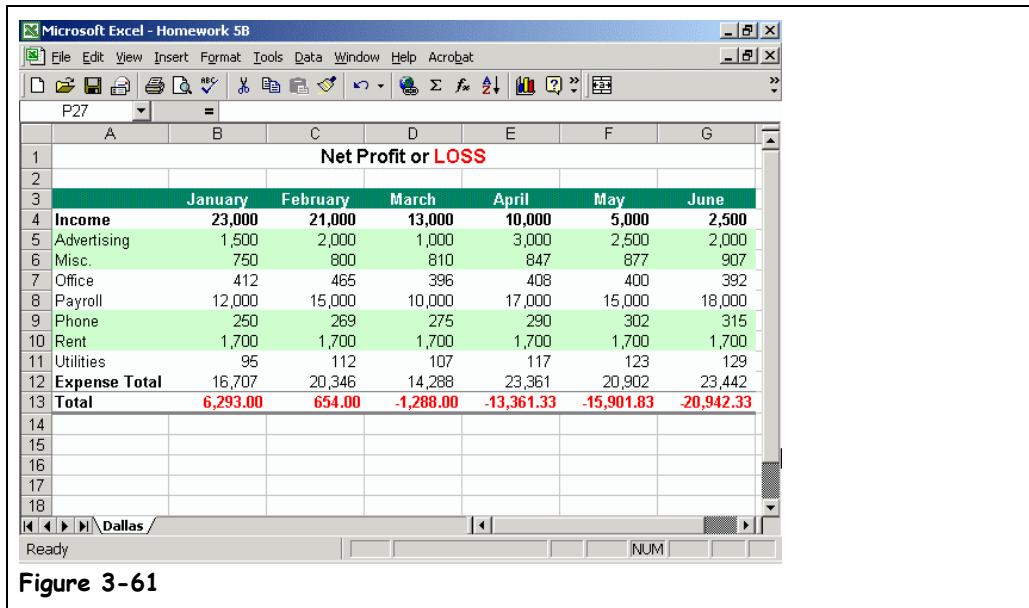 Microsoft Excel - Homework 5B
File Edit View Insert Format Tools Data Window Help Acrobat
P27 =
A B C D E F G
1 Net Profit or LOSS
2
3 January February March April May June
4 Income 23,000 21,000 13,000 10,000 5,000 2,500
5 Advertising 1,500 2,000 1,000 3,000 2,500 2,000
6 Misc. 750 800 810 847 877 907
7 Office 412 465 396 408 400 392
8 Payroll 12,000 15,000 10,000 17,000 15,000 18,000
9 Phone 250 269 275 290 302 315
10 Rent 1,700 1,700 1,700 1,700 1,700 1,700
11 Utilities 95 112 107 117 123 129
12 Expense Total 16,707 20,346 14,288 23,361 20,902 23,442
13 Total 6,293.00 654.00 -1,288.00 -13,361.33 -15,901.83 -20,942.33
14
15
16
17
18
Dallas
Ready NUM
Figure 3-61